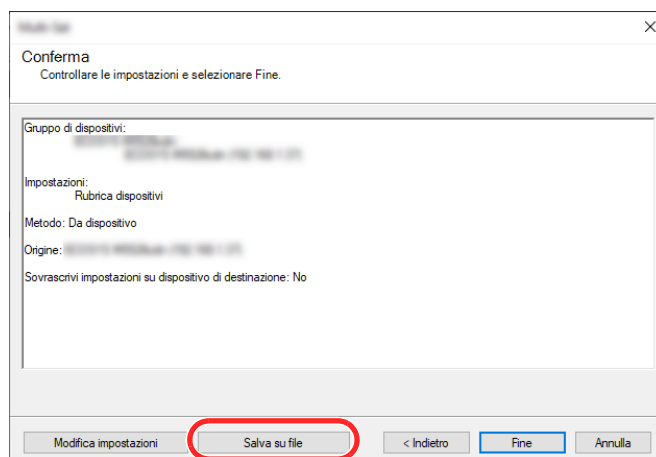 Conferma
Controllare le impostazioni e selezionare Fine.
Gruppo di dispositivi:
Impostazioni:
Rubrica dispositivi
Metodo: Da dispositivo
Origine:
Sovrascrivi impostazioni su dispositivo di destinazione: No
Modifica impostazioni
Salva su file
< Indietro
Fine
Annulla